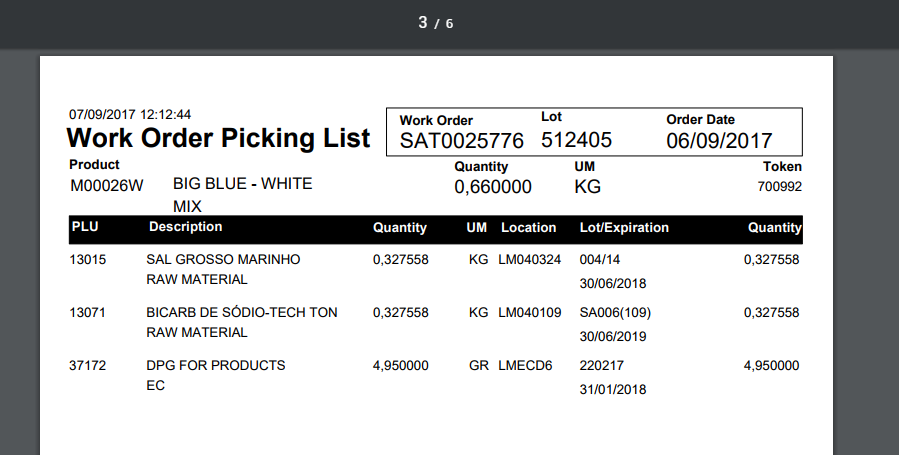 3 / 6
07/09/2017 12:12:44
Work Order Picking List
Work Order Lot Order Date
SAT0025776 512405 06/09/2017
Product Quantity UM Token
M00026W BIG BLUE - WHITE 0,660000 KG 700992
MIX
PLU Description Quantity UM Location Lot/Expiration Quantity
13015 SAL GROSSO MARINHO 0,327558 KG LM040324 004/14 0,327558
RAW MATERIAL 30/06/2018
13071 BICARB DE SÓDIO-TECH TON 0,327558 KG LM040109 SA006(109) 0,327558
RAW MATERIAL 30/06/2019
37172 DPG FOR PRODUCTS 4,950000 GR LMECD6 220217 4,950000
EC 31/01/2018